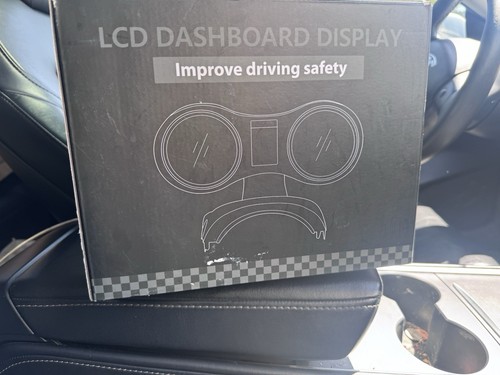 LCD DASHBOARD DISPLAY
Improve driving safety